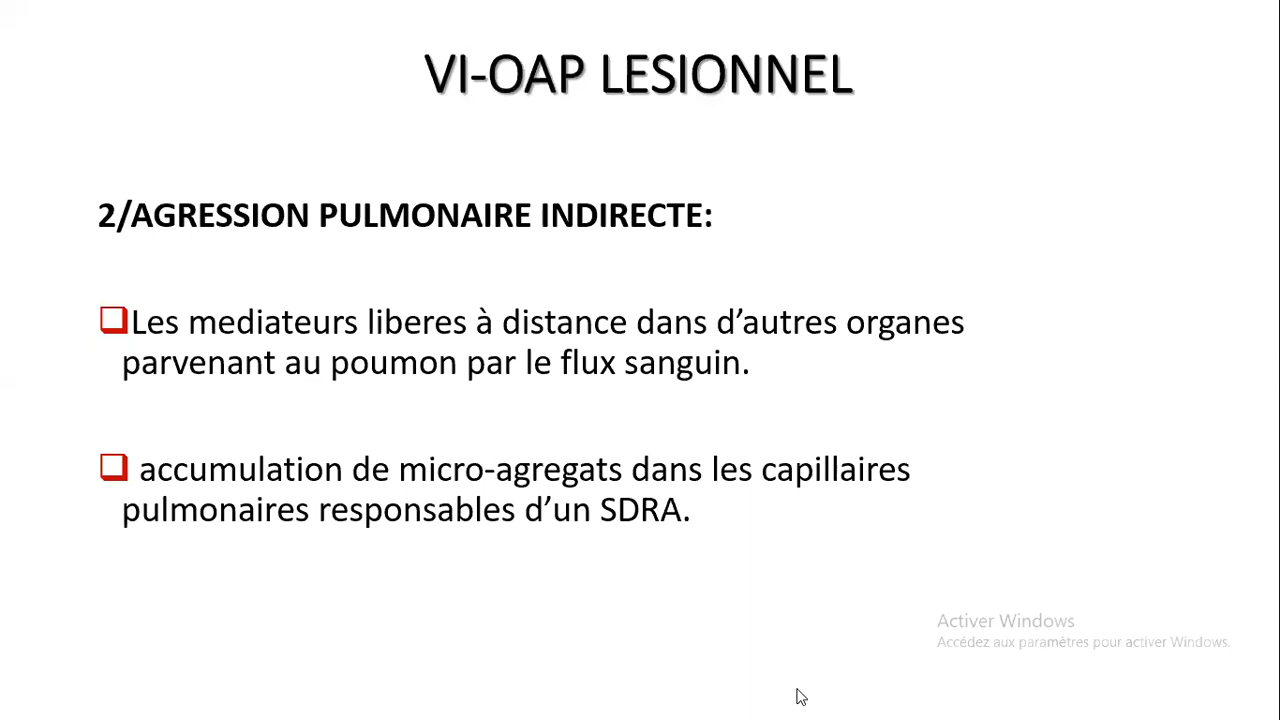 VI-OAP LESIONNEL
2/AGRESSION PULMONAIRE INDIRECTE:
Les mediateurs liberes à distance dans d’autres organes
parvenant au poumon par le flux sanguin.
accumulation de micro-agregats dans les capillaires
pulmonaires responsables d’un SDRA.
Activer Windows
Accédez aux paramètres pour activer Windows.